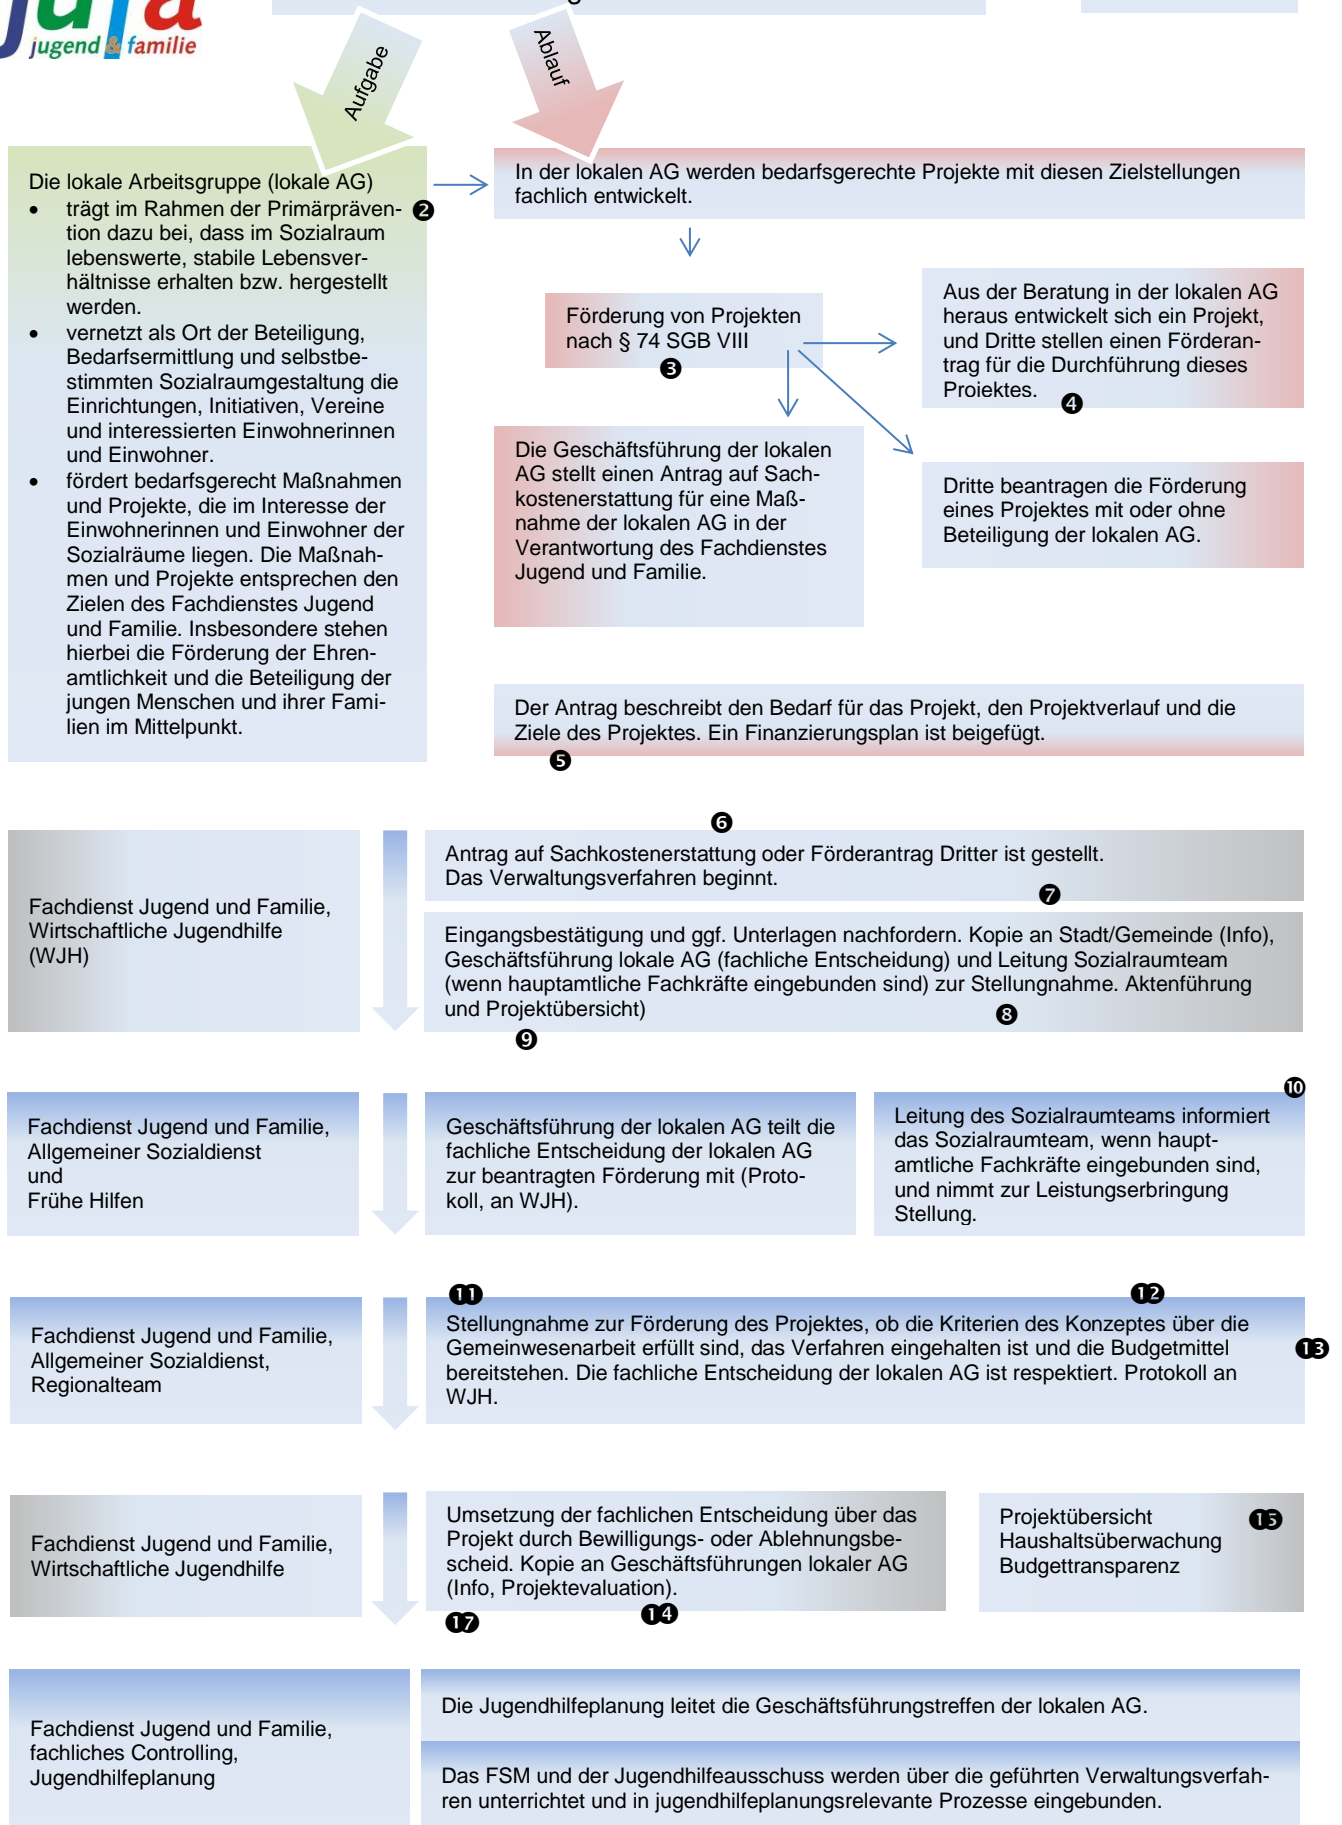 jufa
jugend & familie
Aufgabe
Ablauf
Die lokale Arbeitsgruppe (lokale AG)
• trägt im Rahmen der Primärpräven- ❷
tion dazu bei, dass im Sozialraum
lebenswerte, stabile Lebensver-
hältnisse erhalten bzw. hergestellt
werden.
• vernetzt als Ort der Beteiligung,
Bedarfsermittlung und selbstbe-
stimmten Sozialraumgestaltung die
Einrichtungen, Initiativen, Vereine
und interessierten Einwohnerinnen
und Einwohner.
• fördert bedarfsgerecht Maßnahmen
und Projekte, die im Interesse der
Einwohnerinnen und Einwohner der
Sozialräume liegen. Die Maßnah-
men und Projekte entsprechen den
Zielen des Fachdienstes Jugend
und Familie. Insbesondere stehen
hierbei die Förderung der Ehren-
amtlichkeit und die Beteiligung der
jungen Menschen und ihrer Fami-
lien im Mittelpunkt.
In der lokalen AG werden bedarfsgerechte Projekte mit diesen Zielstellungen
fachlich entwickelt.
Förderung von Projekten
nach § 74 SGB VIII
❸
Aus der Beratung in der lokalen AG
heraus entwickelt sich ein Projekt,
und Dritte stellen einen Förderan-
trag für die Durchführung dieses
Projektes. ❹
Die Geschäftsführung der lokalen
AG stellt einen Antrag auf Sach-
kostenerstattung für eine Maß-
nahme der lokalen AG in der
Verantwortung des Fachdienstes
Jugend und Familie.
Dritte beantragen die Förderung
eines Projektes mit oder ohne
Beteiligung der lokalen AG.
Der Antrag beschreibt den Bedarf für das Projekt, den Projektverlauf und die
Ziele des Projektes. Ein Finanzierungsplan ist beigefügt.
❺
❻
Fachdienst Jugend und Familie,
Wirtschaftliche Jugendhilfe
(WJH)
Antrag auf Sachkostenerstattung oder Förderantrag Dritter ist gestellt.
Das Verwaltungsverfahren beginnt.
❼
Eingangsbestätigung und ggf. Unterlagen nachfordern. Kopie an Stadt/Gemeinde (Info),
Geschäftsführung lokale AG (fachliche Entscheidung) und Leitung Sozialraumteam
(wenn hauptamtliche Fachkräfte eingebunden sind) zur Stellungnahme. Aktenführung
und Projektübersicht)
❽
❾
❿
Fachdienst Jugend und Familie,
Allgemeiner Sozialdienst
und
Frühe Hilfen
Geschäftsführung der lokalen AG teilt die
fachliche Entscheidung der lokalen AG
zur beantragten Förderung mit (Proto-
koll, an WJH).
Leitung des Sozialraumteams informiert
das Sozialraumteam, wenn haupt-
amtliche Fachkräfte eingebunden sind,
und nimmt zur Leistungserbringung
Stellung.
⓫
⓬
Fachdienst Jugend und Familie,
Allgemeiner Sozialdienst,
Regionalteam
Stellungnahme zur Förderung des Projektes, ob die Kriterien des Konzeptes über die
Gemeinwesenarbeit erfüllt sind, das Verfahren eingehalten ist und die Budgetmittel
bereitstehen. Die fachliche Entscheidung der lokalen AG ist respektiert. Protokoll an
WJH.
⓭
Fachdienst Jugend und Familie,
Wirtschaftliche Jugendhilfe
Umsetzung der fachlichen Entscheidung über das
Projekt durch Bewilligungs- oder Ablehnungsbe-
scheid. Kopie an Geschäftsführungen lokaler AG
(Info, Projektevaluation).
⓱
⓮
Projektübersicht ⓯
Haushaltsüberwachung
Budgettransparenz
Fachdienst Jugend und Familie,
fachliches Controlling,
Jugendhilfeplanung
Die Jugendhilfeplanung leitet die Geschäftsführungstreffen der lokalen AG.
Das FSM und der Jugendhilfeausschuss werden über die geführten Verwaltungsverfah-
ren unterrichtet und in jugendhilfeplanungsrelevante Prozesse eingebunden.